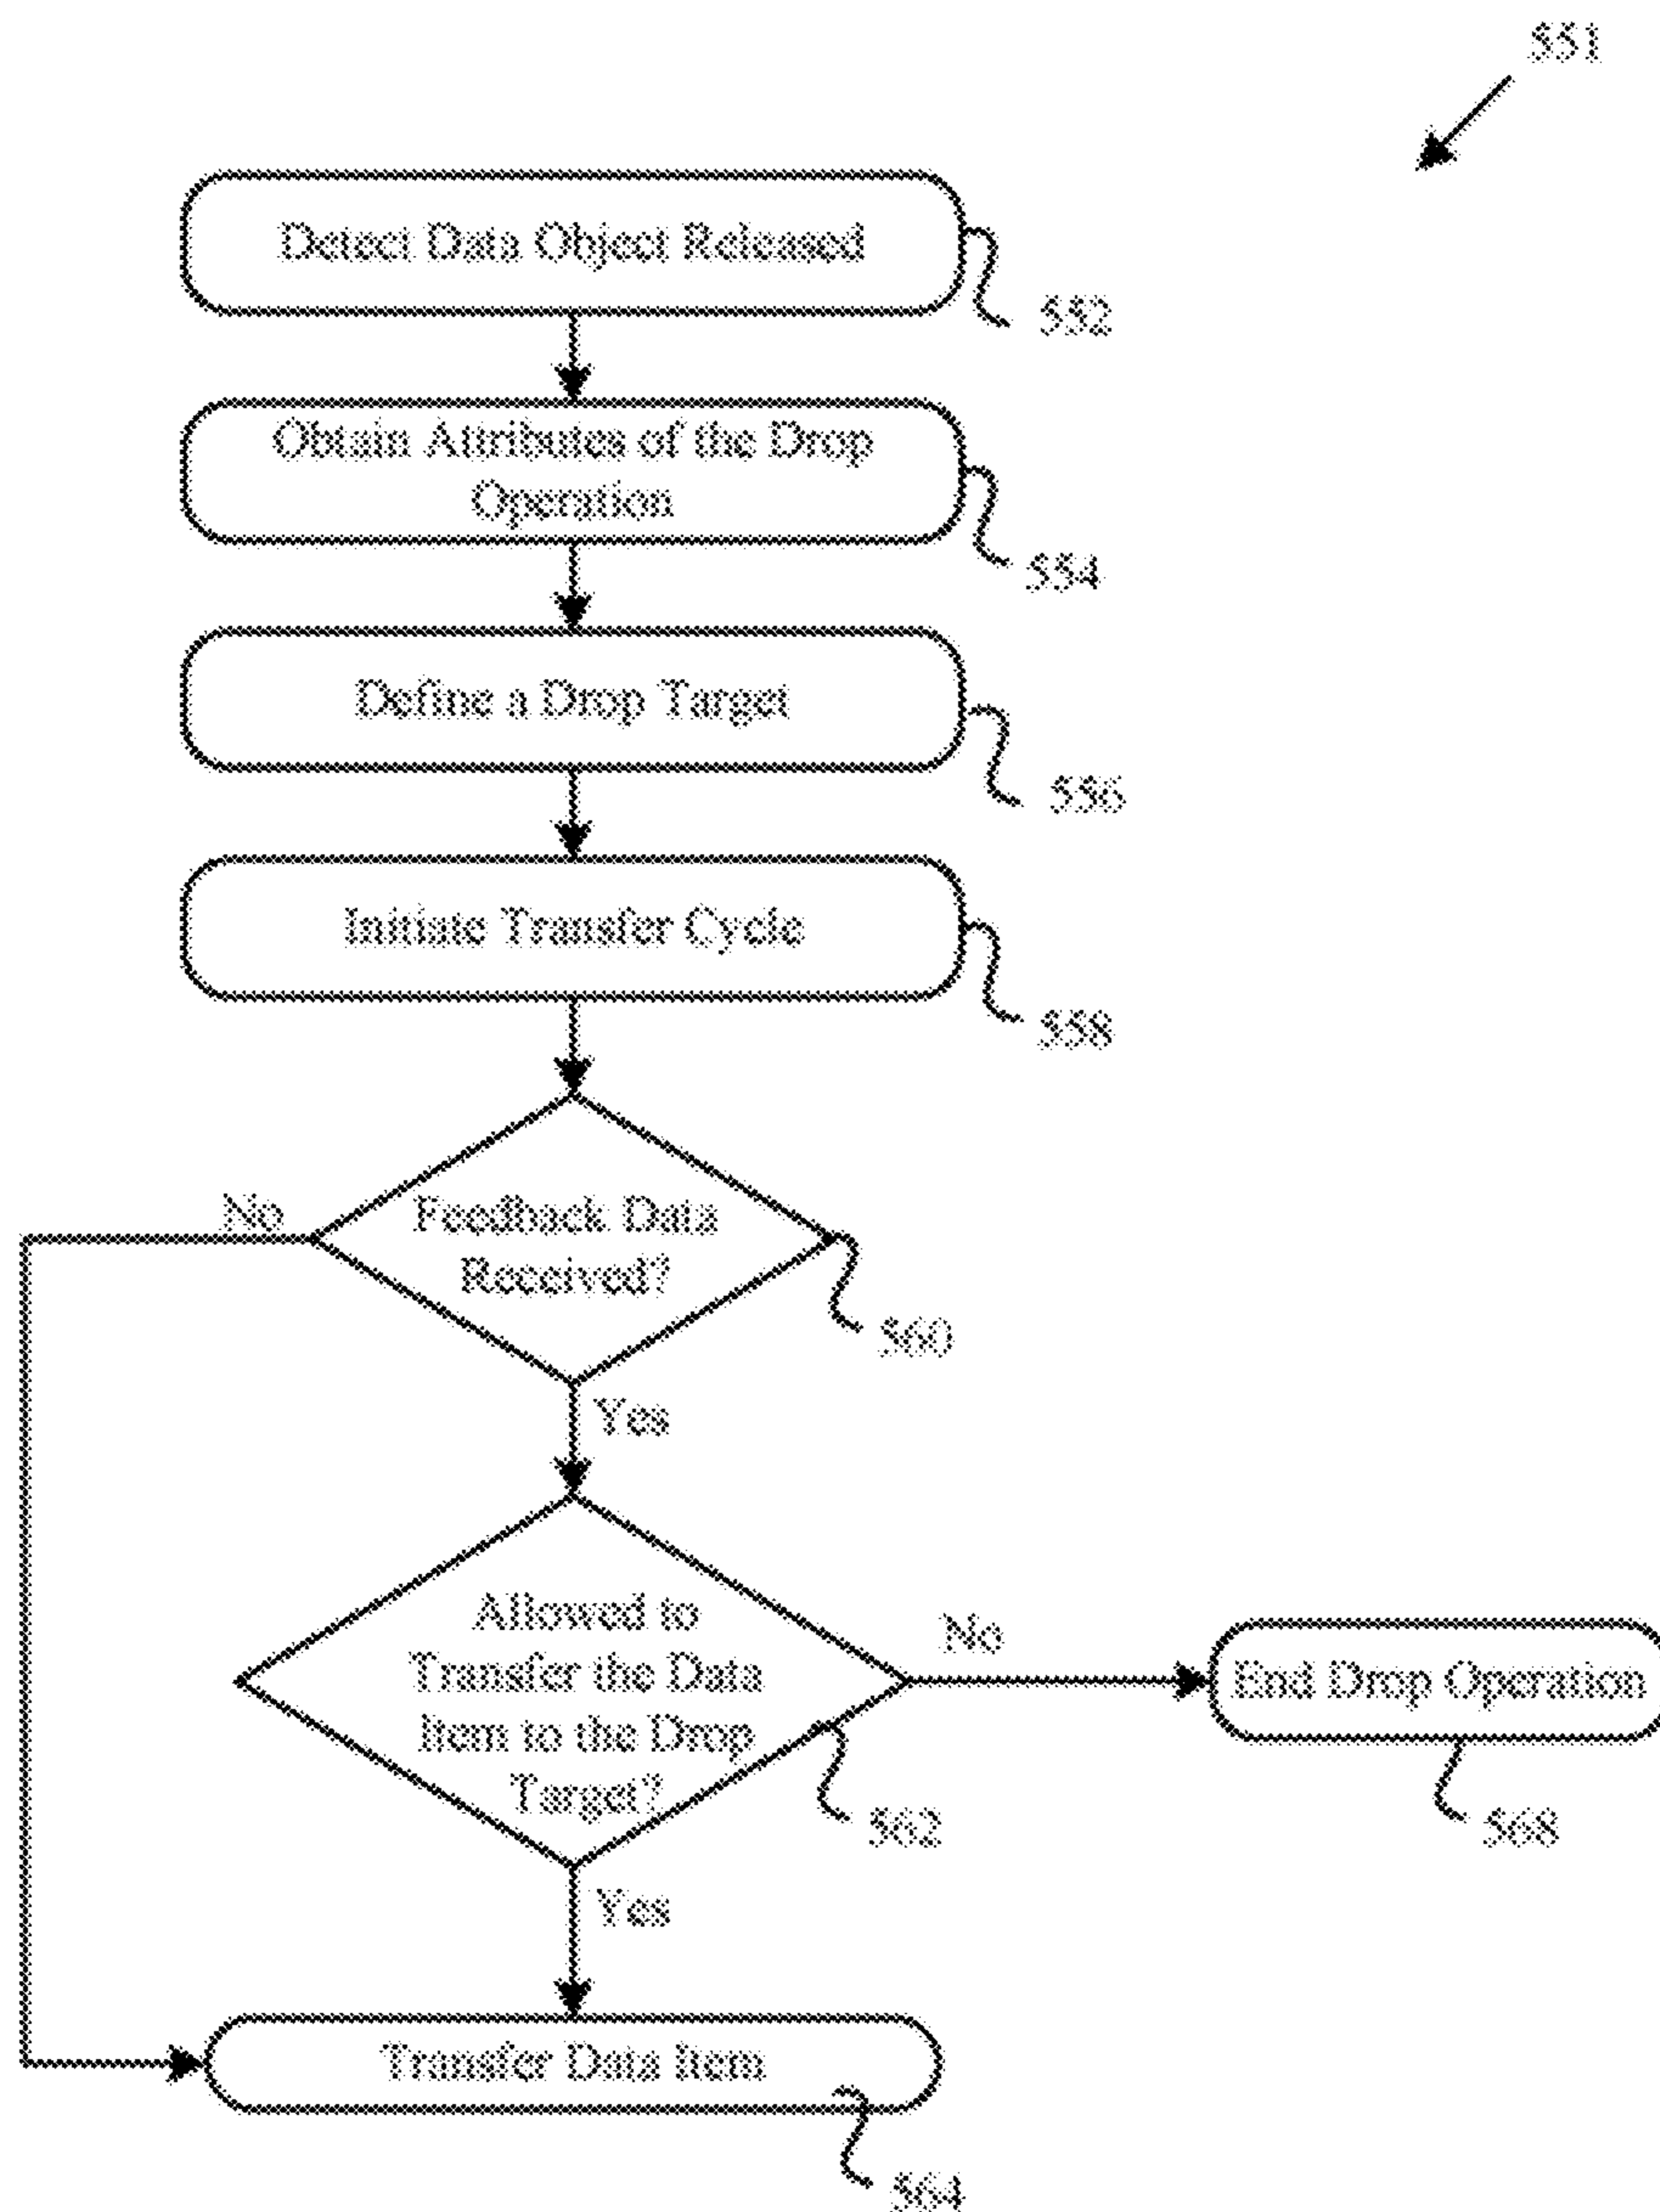 551
Detect Data Object Released
552
Obtain Attributes of the Drop
Operation
554
Define a Drop Target
556
Initiate Transfer Cycle
558
No
Feedback Data
Received?
560
Yes
Allowed to
Transfer the Data
Item to the Drop
Target?
No
End Drop Operation
562
568
Yes
Transfer Data Item
564